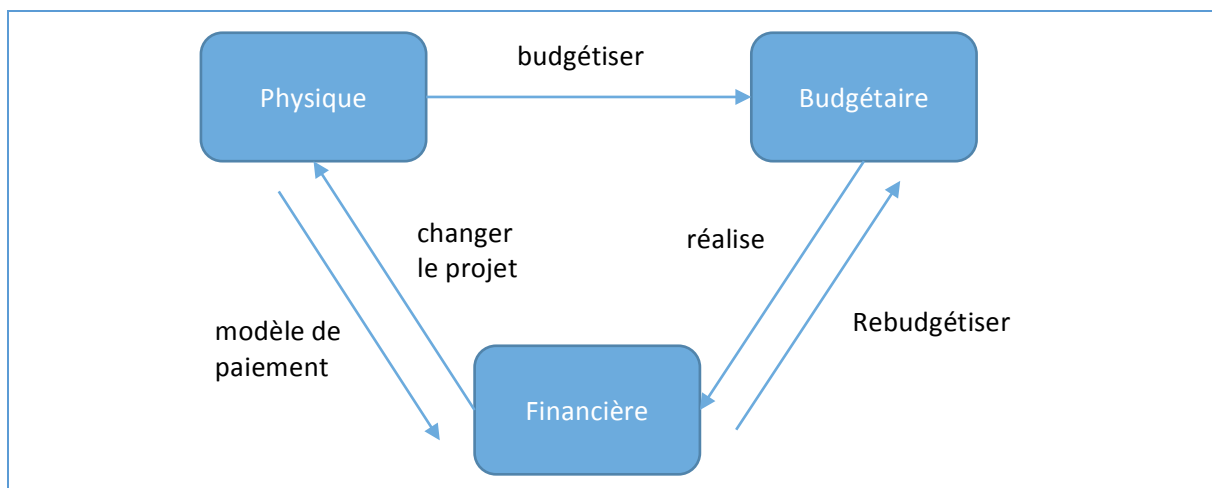 budgétiser
Physique
Budgétaire
changer
le projet
réalise
modèle de
paiement
Rebudgétiser
Financière